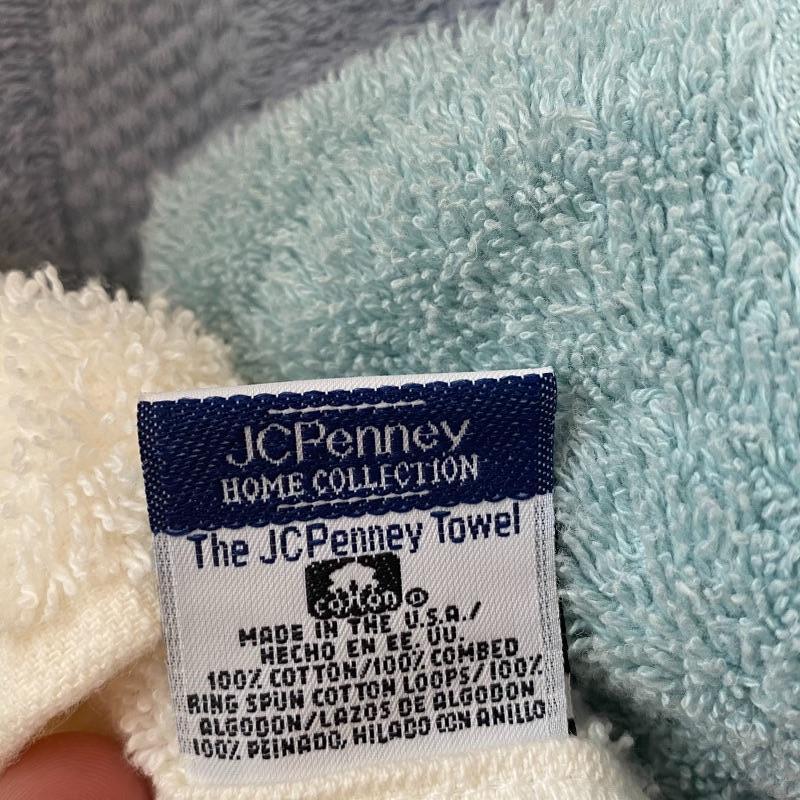 JCPenney
HOME COLLECTION
The JCPenney Towel
cotton ®
MADE IN THE U.S.A./
HECHO EN EE. UU.
100% COTTON/100% COMBED
RING SPUN COTTON LOOPS/100%
ALGODON/LAZOS DE ALGODON
100% PEINADO, HILADO CON ANILLO